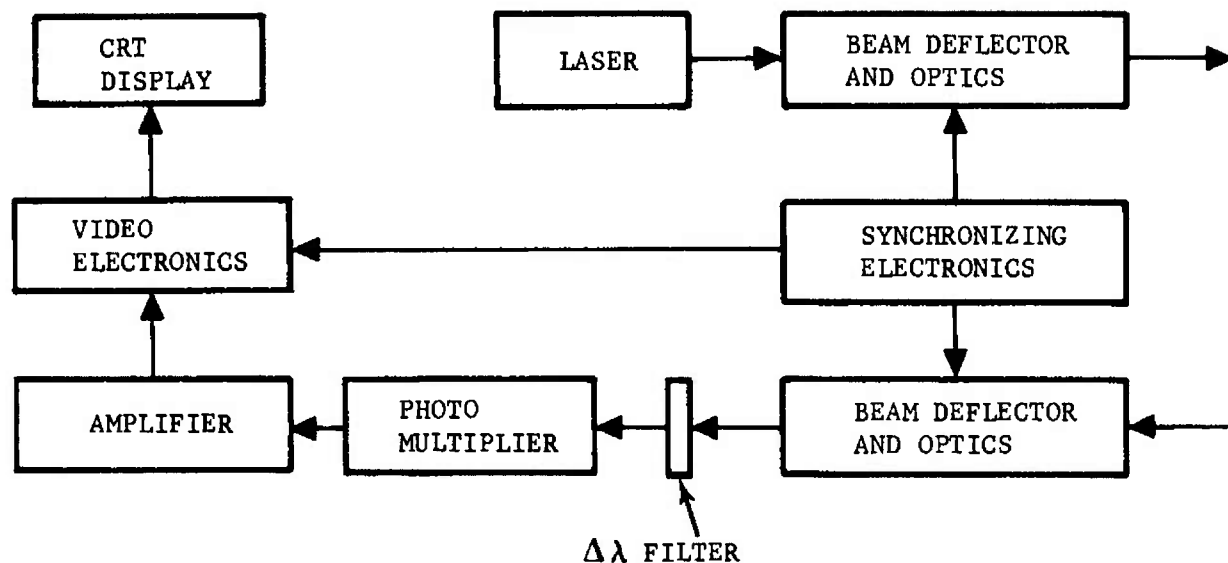 CRT
DISPLAY
LASER
BEAM DEFLECTOR
AND OPTICS
VIDEO
ELECTRONICS
SYNCHRONIZING
ELECTRONICS
AMPLIFIER
PHOTO
MULTIPLIER
BEAM DEFLECTOR
AND OPTICS
Δλ FILTER